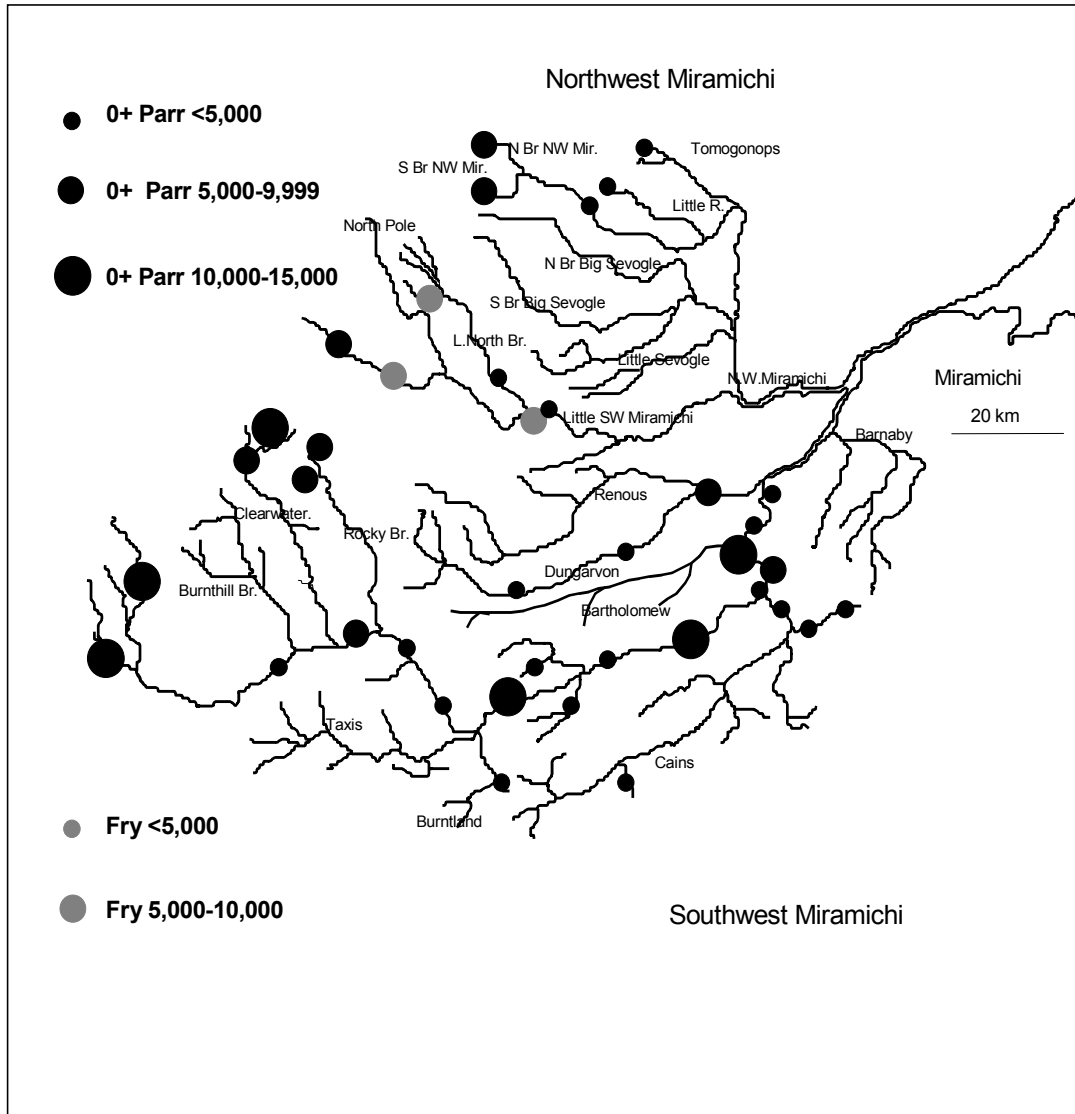 Northwest Miramichi
0+ Parr <5,000
0+ Parr 5,000-9,999
0+ Parr 10,000-15,000
N Br NW Mir.
Tomogonops
S Br NW Mir.
Little R.
North Pole
N Br Big Sevogle
S Br Big Sevogle
L.North Br.
Little Sevogle
N.W.Miramichi
Miramichi
20 km
Little SW Miramichi
Barnaby
Renous
Clearwater.
Rocky Br.
Dungarvon
Burnthill Br.
Bartholomew
Taxis
Cains
Burntland
Fry <5,000
Fry 5,000-10,000
Southwest Miramichi